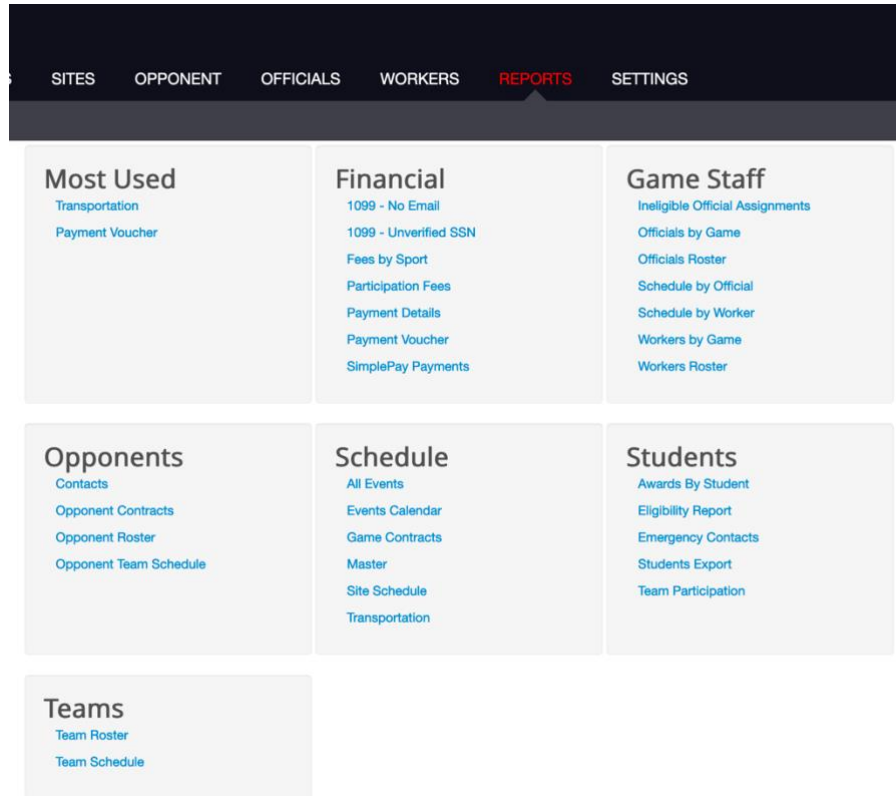 SITES OPPONENT OFFICIALS WORKERS REPORTS SETTINGS
Most Used
Transportation
Payment Voucher
Financial
1099 - No Email
1099 - Unverified SSN
Fees by Sport
Participation Fees
Payment Details
Payment Voucher
SimplePay Payments
Game Staff
Ineligible Official Assignments
Officials by Game
Officials Roster
Schedule by Official
Schedule by Worker
Workers by Game
Workers Roster
Opponents
Contacts
Opponent Contracts
Opponent Roster
Opponent Team Schedule
Schedule
All Events
Events Calendar
Game Contracts
Master
Site Schedule
Transportation
Students
Awards By Student
Eligibility Report
Emergency Contacts
Students Export
Team Participation
Teams
Team Roster
Team Schedule